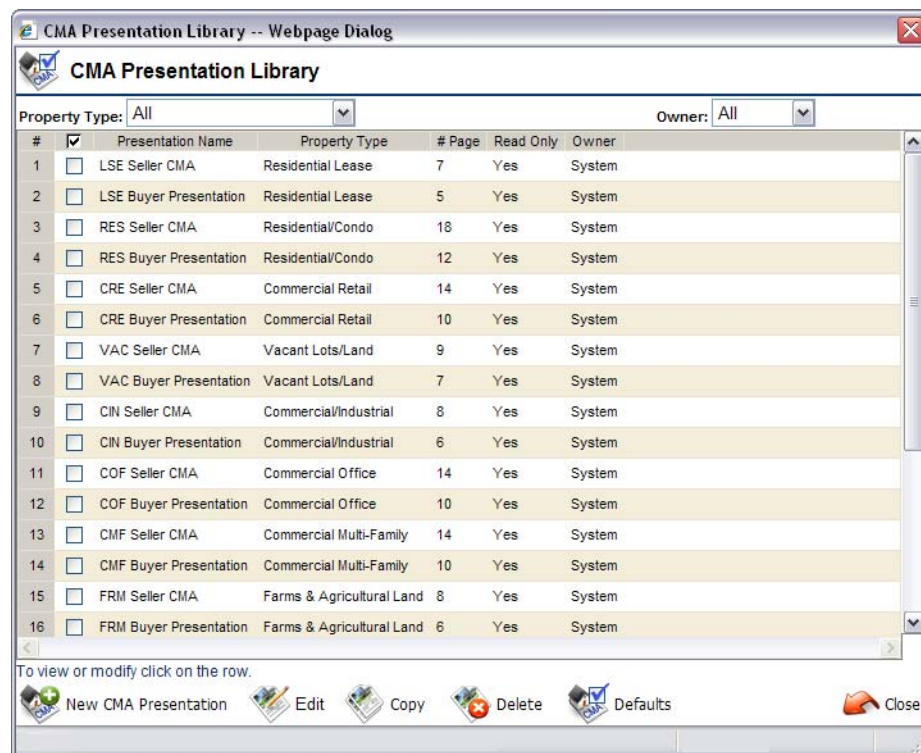 CMA Presentation Library -- Webpage Dialog
CMA Presentation Library
Property Type: All Owner: All
# Presentation Name Property Type # Page Read Only Owner
1 LSE Seller CMA Residential Lease 7 Yes System
2 LSE Buyer Presentation Residential Lease 5 Yes System
3 RES Seller CMA Residential/Condo 18 Yes System
4 RES Buyer Presentation Residential/Condo 12 Yes System
5 CRE Seller CMA Commercial Retail 14 Yes System
6 CRE Buyer Presentation Commercial Retail 10 Yes System
7 VAC Seller CMA Vacant Lots/Land 9 Yes System
8 VAC Buyer Presentation Vacant Lots/Land 7 Yes System
9 CIN Seller CMA Commercial/Industrial 8 Yes System
10 CIN Buyer Presentation Commercial/Industrial 6 Yes System
11 COF Seller CMA Commercial Office 14 Yes System
12 COF Buyer Presentation Commercial Office 10 Yes System
13 CMF Seller CMA Commercial Multi-Family 14 Yes System
14 CMF Buyer Presentation Commercial Multi-Family 10 Yes System
15 FRM Seller CMA Farms & Agricultural Land 8 Yes System
16 FRM Buyer Presentation Farms & Agricultural Land 6 Yes System
To view or modify click on the row.
New CMA Presentation Edit Copy Delete Defaults Close